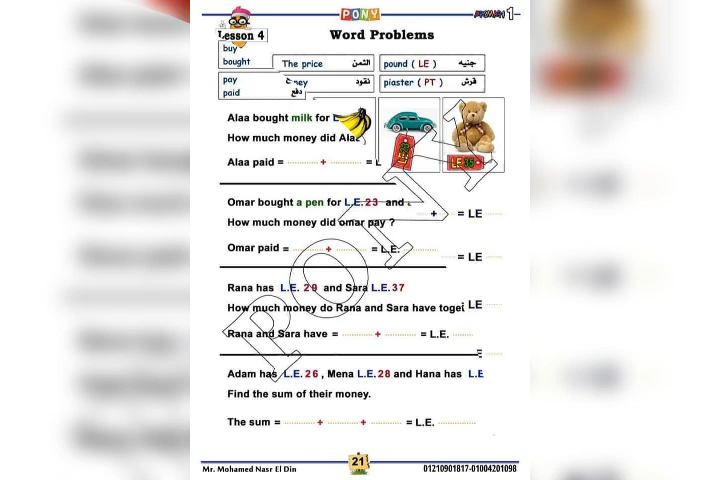 PONY
1
Lesson 4
Word Problems
buy
bought
The price الثمن
pound ( LE ) جنيه
pay
paid دفع
نقود
piaster ( PT ) قرش
Alaa bought milk for
How much money did
LE 35
Alaa paid = + =
Omar bought a pen for L.E. 23 and
+ = LE
How much money did omar pay ?
Omar paid = + = L.E.
= LE
Rana has L.E. 29 and Sara L.E. 37
How much money do Rana and Sara have
LE
Rana and Sara have = + = L.E.
=
Adam has L.E. 26 , Mena L.E. 28 and Hana has L.E
Find the sum of their money.
The sum = + + = L.E.
PONY
Mr. Mohamed Nasr El Din
21
01210901817-01004201098